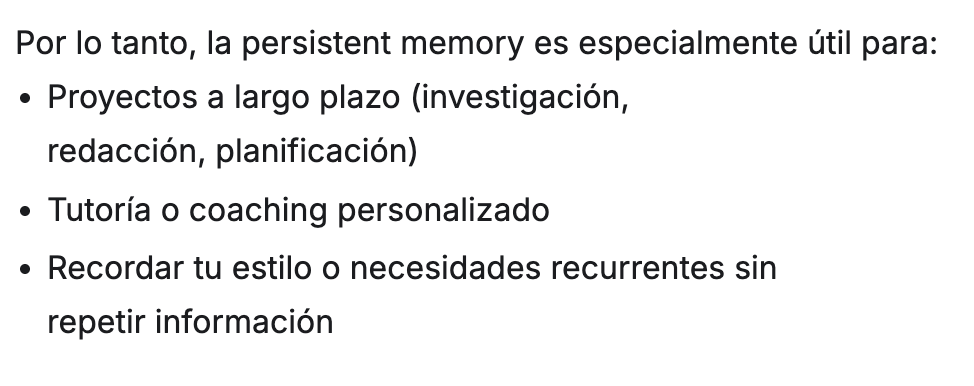 Por lo tanto, la persistent memory es especialmente útil para:
• Proyectos a largo plazo (investigación,
redacción, planificación)
• Tutoría o coaching personalizado
• Recordar tu estilo o necesidades recurrentes sin
repetir información